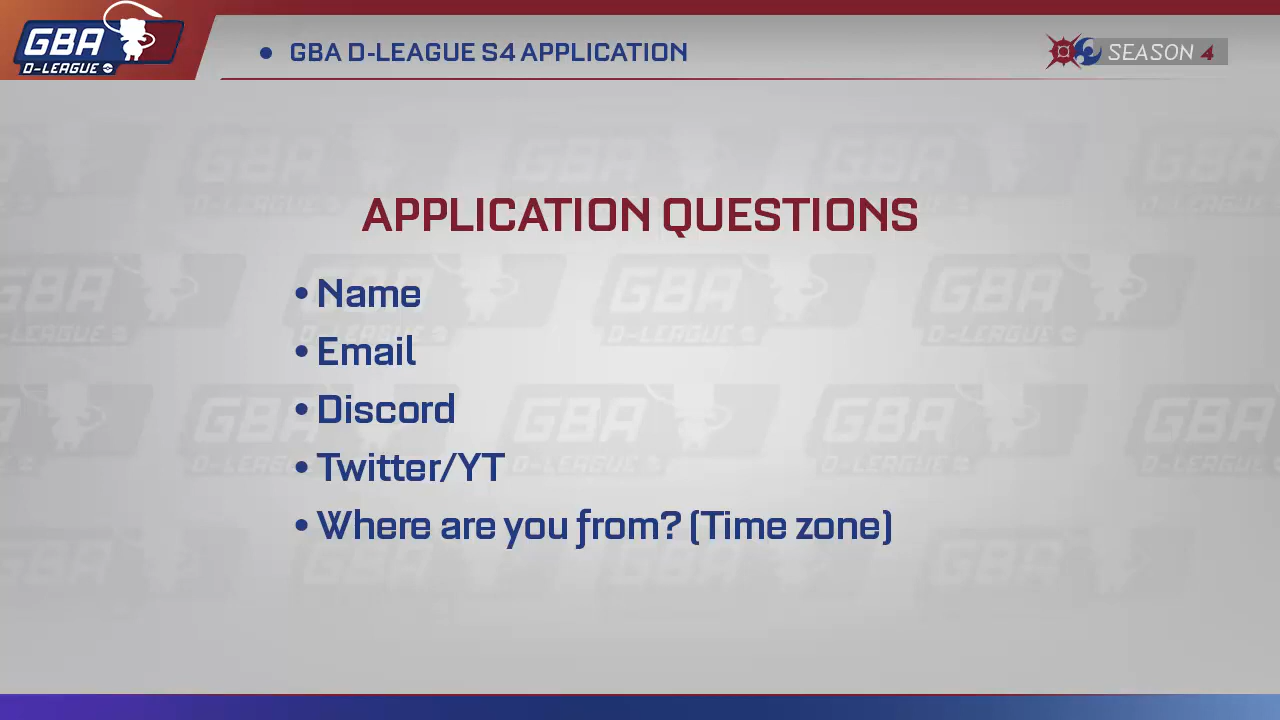 GBA
D-LEAGUE
• GBA D-LEAGUE S4 APPLICATION
SEASON 4
APPLICATION QUESTIONS
• Name
• Email
• Discord
• Twitter/YT
• Where are you from? (Time zone)